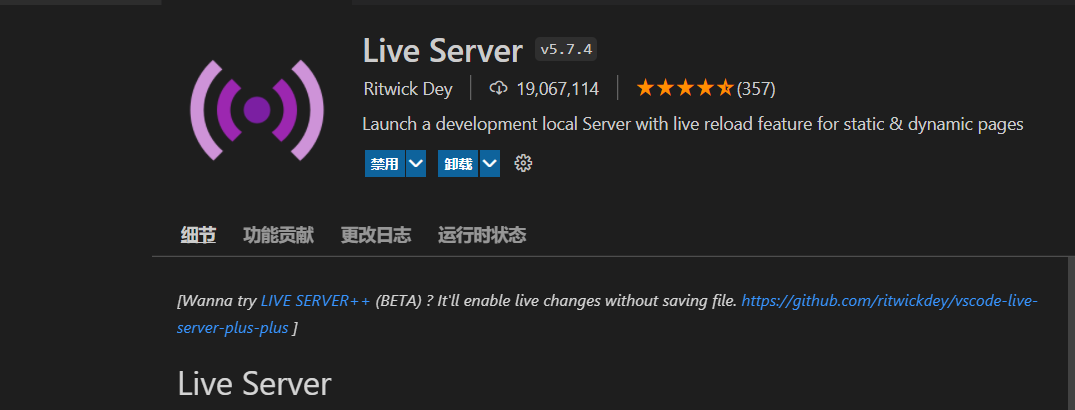 Live Server v5.7.4
Ritwick Dey 19,067,114 (357)
Launch a development local Server with live reload feature for static & dynamic pages
禁用 卸载
细节 功能贡献 更改日志 运行时状态
[Wanna try LIVE SERVER++ (BETA) ? It'll enable live changes without saving file. https://github.com/ritwickdey/vscode-live-
server-plus-plus ]
Live Server